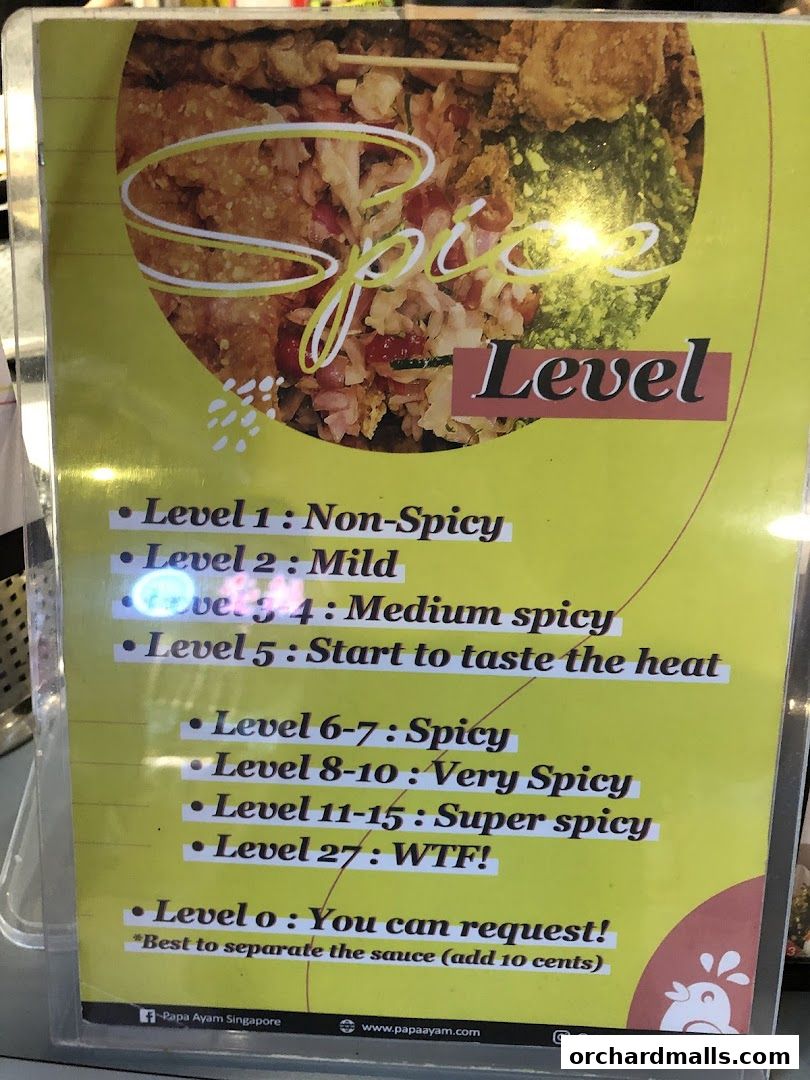 Spice
Level
• Level 1 : Non-Spicy
• Level 2 : Mild
• Level 3-4 : Medium spicy
• Level 5 : Start to taste the heat
• Level 6-7 : Spicy
• Level 8-10 : Very Spicy
• Level 11-15 : Super spicy
• Level 27 : WTF!
• Level 0 : You can request!
*Best to separate the sauce (add 10 cents)
Papa Ayam Singapore
www.papaayam.com
orchardmalls.com